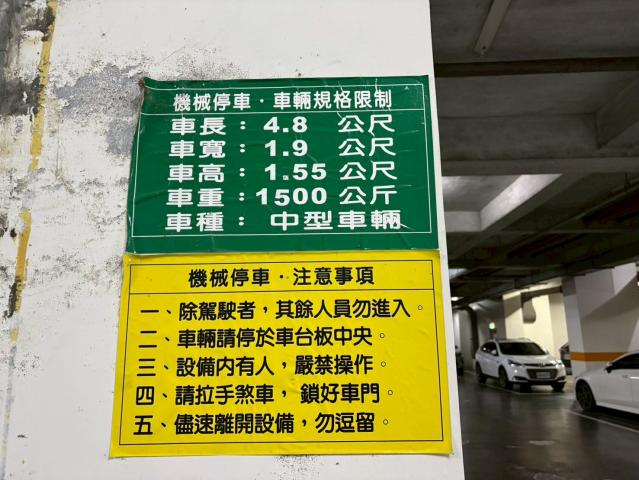 機械停車．車輛規格限制
車長：4.8 公尺
車寬：1.9 公尺
車高：1.55 公尺
車重：1500 公斤
車種：中型車輛
機械停車．注意事項
一、除駕駛者，其餘人員勿進入。
二、車輛請停於車台板中央。
三、設備內有人，嚴禁操作。
四、請拉手煞車，鎖好車門。
五、儘速離開設備，勿逗留。